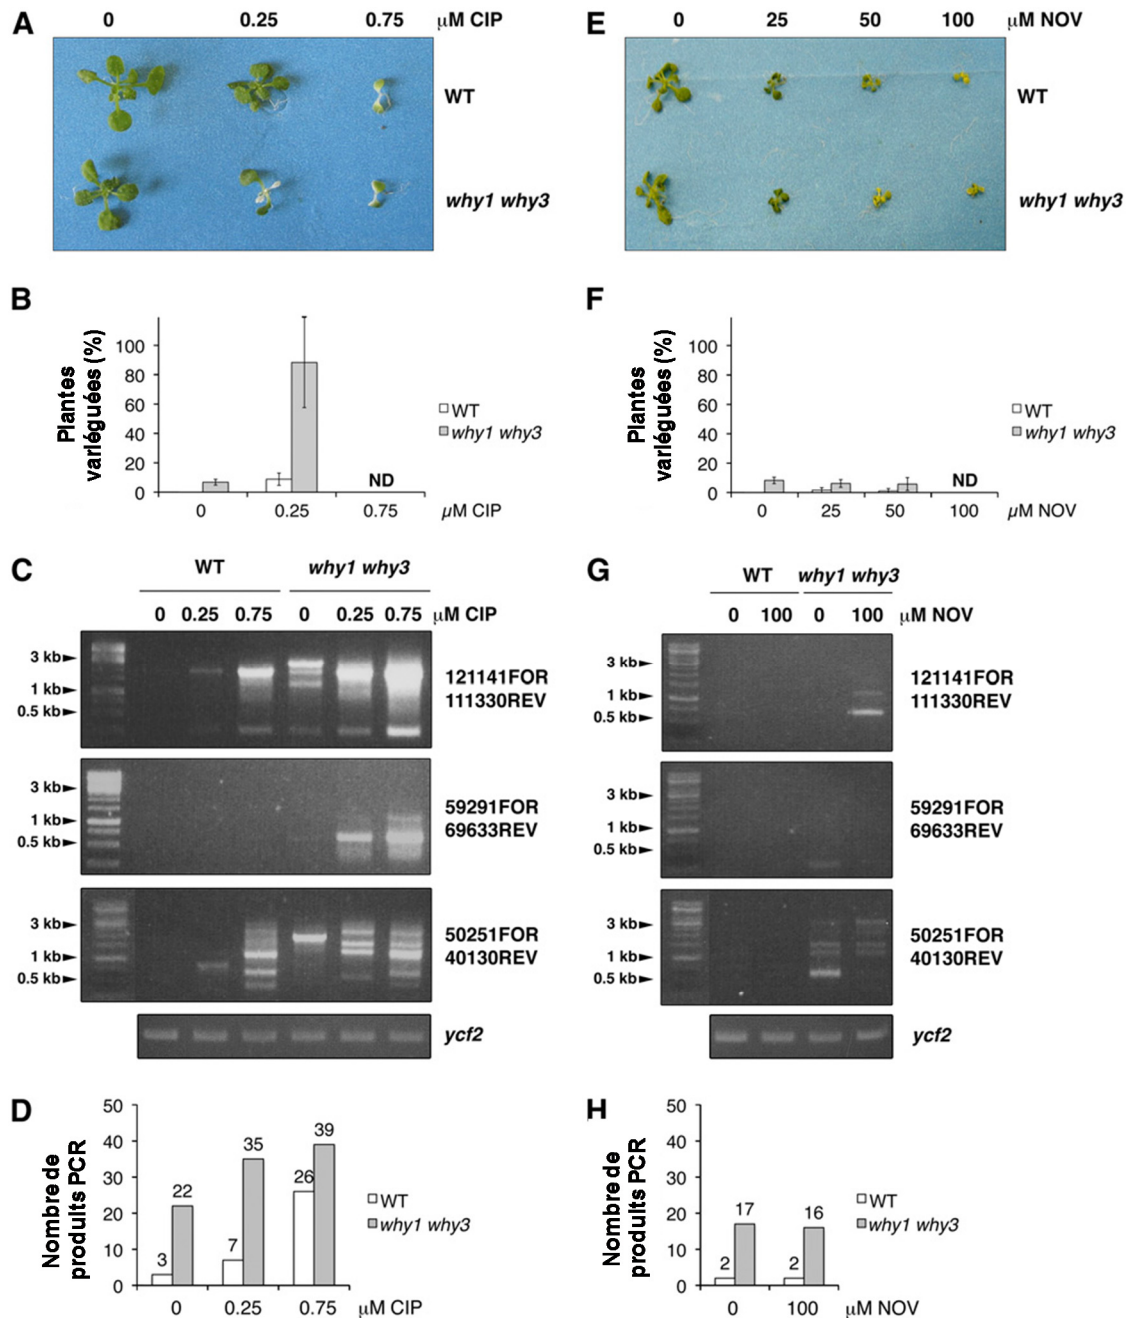 A
0 0.25 0.75 µM CIP
WT
why1 why3
B
Plantes
variéguées (%)
100
80
60
40
20
0
ND
0 0.25 0.75 µM CIP
WT
why1 why3
C
WT why1 why3
0 0.25 0.75 0 0.25 0.75 µM CIP
3 kb
1 kb
0.5 kb
121141FOR
111330REV
3 kb
1 kb
0.5 kb
59291FOR
69633REV
3 kb
1 kb
0.5 kb
50251FOR
40130REV
ycf2
D
Nombre de
produits PCR
50
40
30
20
10
0
3 22 7 35 26 39
0 0.25 0.75 µM CIP
WT
why1 why3
E
0 25 50 100 µM NOV
WT
why1 why3
F
Plantes
variéguées (%)
100
80
60
40
20
0
ND
0 25 50 100 µM NOV
WT
why1 why3
G
WT why1 why3
0 100 0 100 µM NOV
3 kb
1 kb
0.5 kb
121141FOR
111330REV
3 kb
1 kb
0.5 kb
59291FOR
69633REV
3 kb
1 kb
0.5 kb
50251FOR
40130REV
ycf2
H
Nombre de
produits PCR
50
40
30
20
10
0
2 17 2 16
0 100 µM NOV
WT
why1 why3